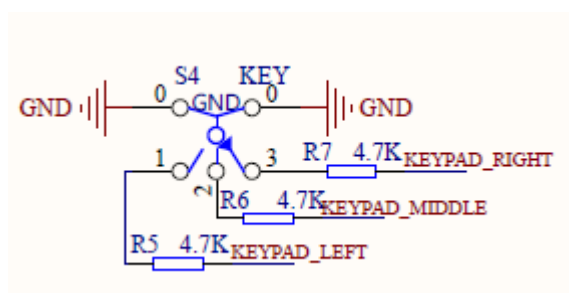 S4 KEY
GND 0 GND 0 GND
1 2 3 R7 4.7K KEYPAD_RIGHT
R6 4.7K KEYPAD_MIDDLE
R5 4.7K KEYPAD_LEFT